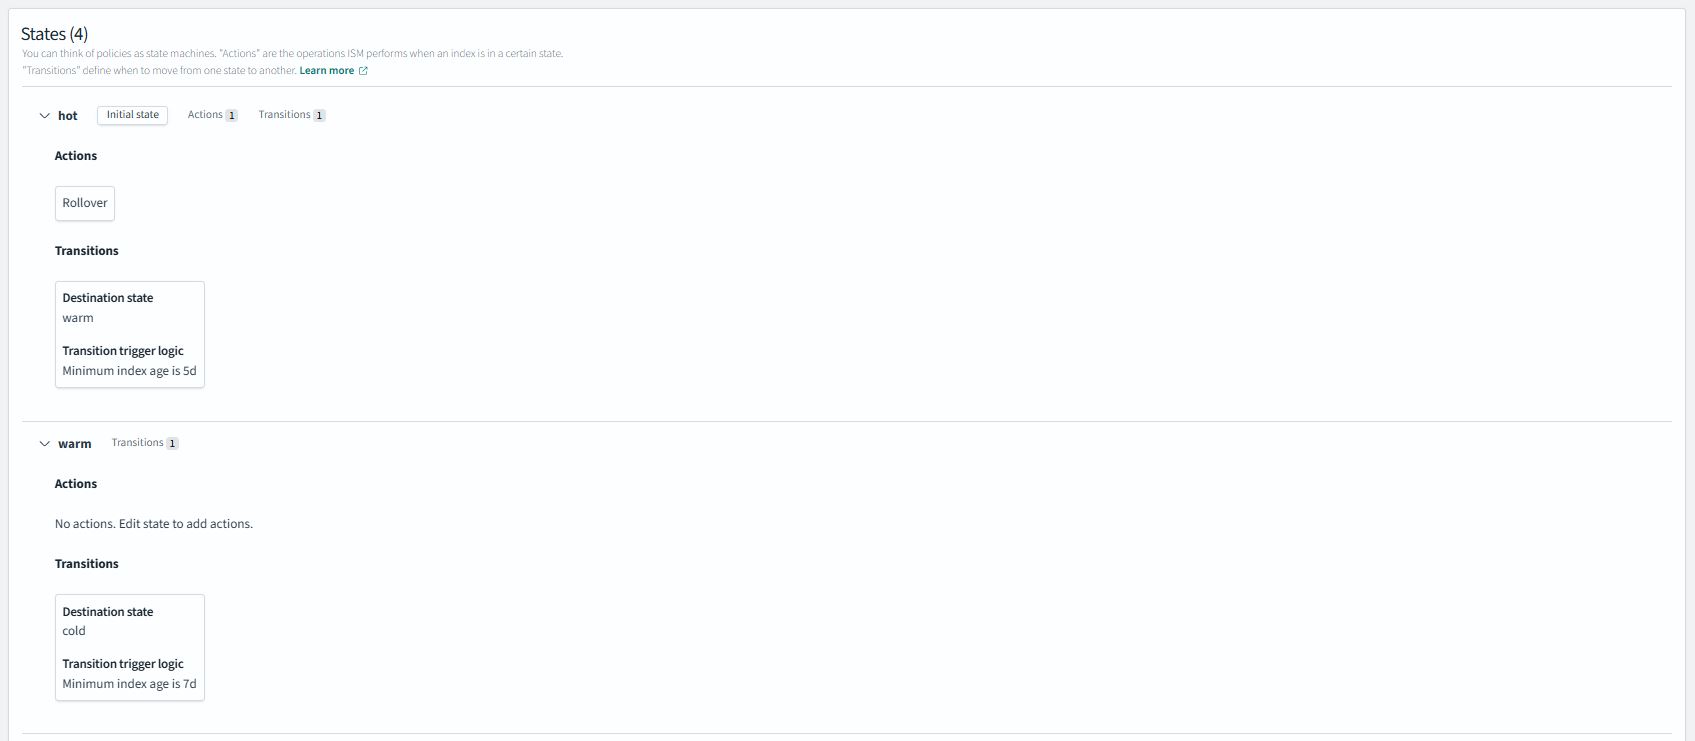 States (4)
You can think of policies as state machines. "Actions" are the operations ISM performs when an index is in a certain state.
"Transitions" define when to move from one state to another. Learn more
hot Initial state Actions 1 Transitions 1
Actions
Rollover
Transitions
Destination state
warm
Transition trigger logic
Minimum index age is 5d
warm Transitions 1
Actions
No actions. Edit state to add actions.
Transitions
Destination state
cold
Transition trigger logic
Minimum index age is 7d